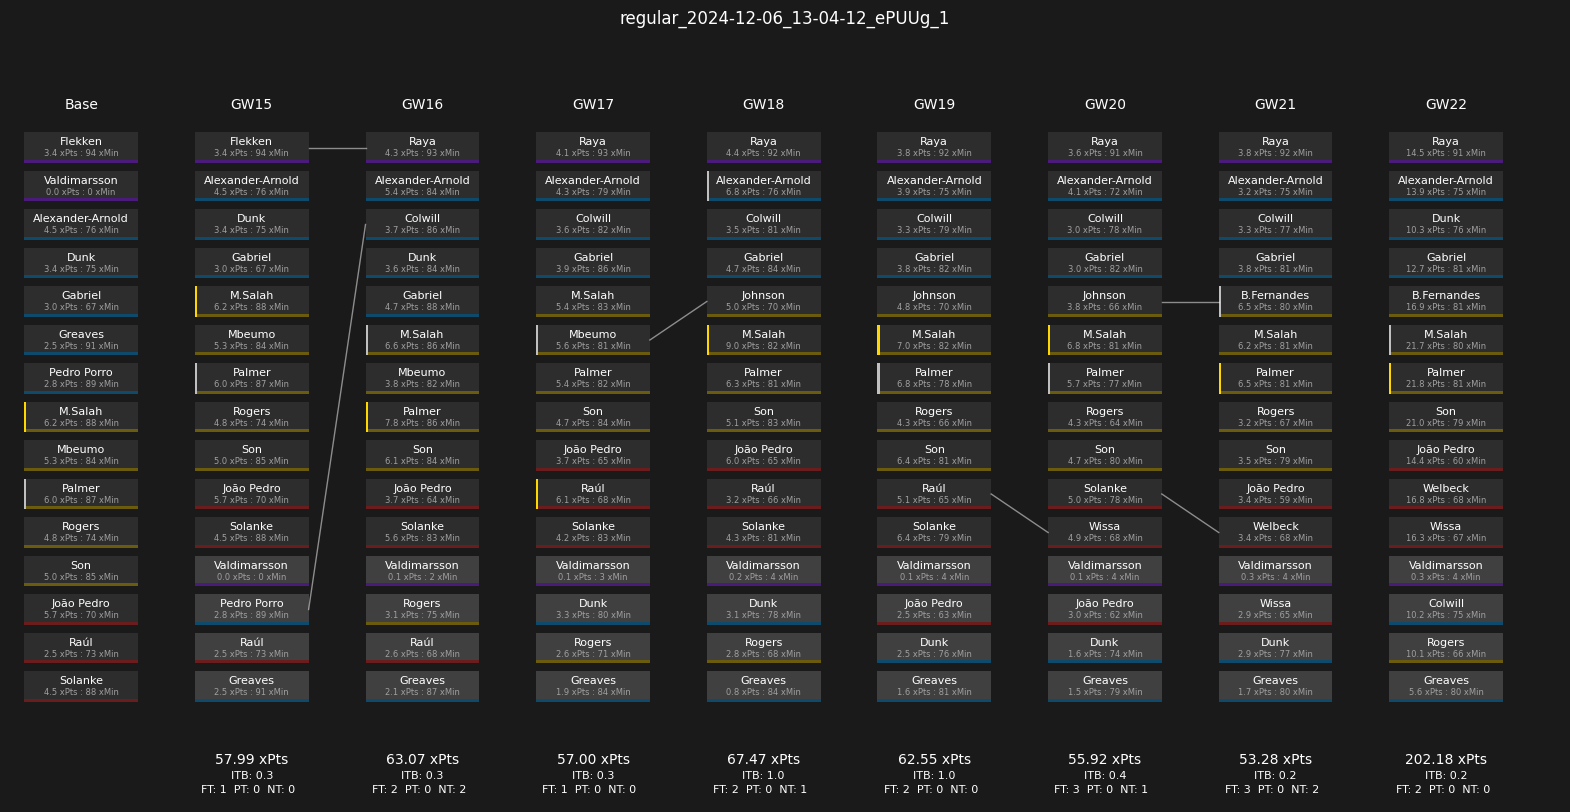 regular_2024-12-06_13-04-12_ePUUg_1
Base
Flekken
3.4 xPts : 94 xMin
Valdimarsson
0.0 xPts : 0 xMin
Alexander-Arnold
4.5 xPts : 76 xMin
Dunk
3.4 xPts : 75 xMin
Gabriel
3.0 xPts : 67 xMin
Greaves
2.5 xPts : 91 xMin
Pedro Porro
2.8 xPts : 89 xMin
M.Salah
6.2 xPts : 88 xMin
Mbeumo
5.3 xPts : 84 xMin
Palmer
6.0 xPts : 87 xMin
Rogers
4.8 xPts : 74 xMin
Son
5.0 xPts : 85 xMin
João Pedro
5.7 xPts : 70 xMin
Raúl
2.5 xPts : 73 xMin
Solanke
4.5 xPts : 88 xMin
GW15
Flekken
3.4 xPts : 94 xMin
Alexander-Arnold
4.5 xPts : 76 xMin
Dunk
3.4 xPts : 75 xMin
Gabriel
3.0 xPts : 67 xMin
M.Salah
6.2 xPts : 88 xMin
Mbeumo
5.3 xPts : 84 xMin
Palmer
6.0 xPts : 87 xMin
Rogers
4.8 xPts : 74 xMin
Son
5.0 xPts : 85 xMin
João Pedro
5.7 xPts : 70 xMin
Solanke
4.5 xPts : 88 xMin
Valdimarsson
0.0 xPts : 0 xMin
Pedro Porro
2.8 xPts : 89 xMin
Raúl
2.5 xPts : 73 xMin
Greaves
2.5 xPts : 91 xMin
57.99 xPts
ITB: 0.3
FT: 1 PT: 0 NT: 0
GW16
Raya
4.3 xPts : 93 xMin
Alexander-Arnold
5.4 xPts : 84 xMin
Colwill
3.7 xPts : 86 xMin
Dunk
3.6 xPts : 84 xMin
Gabriel
4.7 xPts : 88 xMin
M.Salah
6.6 xPts : 86 xMin
Mbeumo
3.8 xPts : 82 xMin
Palmer
7.8 xPts : 86 xMin
Son
6.1 xPts : 84 xMin
João Pedro
3.7 xPts : 64 xMin
Solanke
5.6 xPts : 83 xMin
Valdimarsson
0.1 xPts : 2 xMin
Rogers
3.1 xPts : 75 xMin
Raúl
2.6 xPts : 68 xMin
Greaves
2.1 xPts : 87 xMin
63.07 xPts
ITB: 0.3
FT: 2 PT: 0 NT: 2
GW17
Raya
4.1 xPts : 93 xMin
Alexander-Arnold
4.3 xPts : 79 xMin
Colwill
3.6 xPts : 82 xMin
Gabriel
3.9 xPts : 86 xMin
M.Salah
5.4 xPts : 83 xMin
Mbeumo
5.6 xPts : 81 xMin
Palmer
5.4 xPts : 82 xMin
Son
4.7 xPts : 84 xMin
João Pedro
3.7 xPts : 65 xMin
Raúl
6.1 xPts : 68 xMin
Solanke
4.2 xPts : 83 xMin
Valdimarsson
0.1 xPts : 3 xMin
Dunk
3.3 xPts : 80 xMin
Rogers
2.6 xPts : 71 xMin
Greaves
1.9 xPts : 84 xMin
57.00 xPts
ITB: 0.3
FT: 1 PT: 0 NT: 0
GW18
Raya
4.4 xPts : 92 xMin
Alexander-Arnold
6.8 xPts : 76 xMin
Colwill
3.5 xPts : 81 xMin
Gabriel
4.7 xPts : 84 xMin
Johnson
5.0 xPts : 70 xMin
M.Salah
9.0 xPts : 82 xMin
Palmer
6.3 xPts : 81 xMin
Son
5.1 xPts : 83 xMin
João Pedro
6.0 xPts : 65 xMin
Raúl
3.2 xPts : 66 xMin
Solanke
4.3 xPts : 81 xMin
Valdimarsson
0.2 xPts : 4 xMin
Dunk
3.1 xPts : 78 xMin
Rogers
2.8 xPts : 68 xMin
Greaves
0.8 xPts : 84 xMin
67.47 xPts
ITB: 1.0
FT: 2 PT: 0 NT: 1
GW19
Raya
3.8 xPts : 92 xMin
Alexander-Arnold
3.9 xPts : 75 xMin
Colwill
3.3 xPts : 79 xMin
Gabriel
3.8 xPts : 82 xMin
Johnson
4.8 xPts : 70 xMin
M.Salah
7.0 xPts : 82 xMin
Palmer
6.8 xPts : 78 xMin
Rogers
4.3 xPts : 66 xMin
Son
6.4 xPts : 81 xMin
Raúl
5.1 xPts : 65 xMin
Solanke
6.4 xPts : 79 xMin
Valdimarsson
0.1 xPts : 4 xMin
João Pedro
2.5 xPts : 63 xMin
Dunk
2.5 xPts : 76 xMin
Greaves
1.6 xPts : 81 xMin
62.55 xPts
ITB: 1.0
FT: 2 PT: 0 NT: 0
GW20
Raya
3.6 xPts : 91 xMin
Alexander-Arnold
4.1 xPts : 72 xMin
Colwill
3.0 xPts : 78 xMin
Gabriel
3.0 xPts : 82 xMin
Johnson
3.8 xPts : 66 xMin
M.Salah
6.8 xPts : 81 xMin
Palmer
5.7 xPts : 77 xMin
Rogers
4.3 xPts : 64 xMin
Son
4.7 xPts : 80 xMin
Solanke
5.0 xPts : 78 xMin
Wissa
4.9 xPts : 68 xMin
Valdimarsson
0.1 xPts : 4 xMin
João Pedro
3.0 xPts : 62 xMin
Dunk
1.6 xPts : 74 xMin
Greaves
1.5 xPts : 79 xMin
55.92 xPts
ITB: 0.4
FT: 3 PT: 0 NT: 1
GW21
Raya
3.8 xPts : 92 xMin
Alexander-Arnold
3.2 xPts : 75 xMin
Colwill
3.3 xPts : 77 xMin
Gabriel
3.8 xPts : 81 xMin
B.Fernandes
6.5 xPts : 80 xMin
M.Salah
6.2 xPts : 81 xMin
Palmer
6.5 xPts : 81 xMin
Rogers
3.2 xPts : 67 xMin
Son
3.5 xPts : 79 xMin
João Pedro
3.4 xPts : 59 xMin
Welbeck
3.4 xPts : 68 xMin
Valdimarsson
0.3 xPts : 4 xMin
Wissa
2.9 xPts : 65 xMin
Dunk
2.9 xPts : 77 xMin
Greaves
1.7 xPts : 80 xMin
53.28 xPts
ITB: 0.2
FT: 3 PT: 0 NT: 2
GW22
Raya
14.5 xPts : 91 xMin
Alexander-Arnold
13.9 xPts : 75 xMin
Dunk
10.3 xPts : 76 xMin
Gabriel
12.7 xPts : 81 xMin
B.Fernandes
16.9 xPts : 81 xMin
M.Salah
21.7 xPts : 80 xMin
Palmer
21.8 xPts : 81 xMin
Son
21.0 xPts : 79 xMin
João Pedro
14.4 xPts : 60 xMin
Welbeck
16.8 xPts : 68 xMin
Wissa
16.3 xPts : 67 xMin
Valdimarsson
0.3 xPts : 4 xMin
Colwill
10.2 xPts : 75 xMin
Rogers
10.1 xPts : 66 xMin
Greaves
5.6 xPts : 80 xMin
202.18 xPts
ITB: 0.2
FT: 2 PT: 0 NT: 0